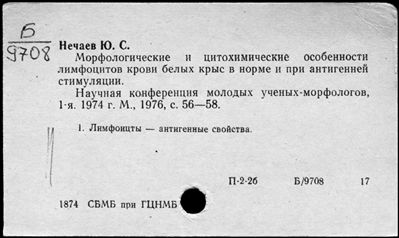 Б
9708
Нечаев Ю. С.
Морфологические и цитохимические особенности
лимфоцитов крови белых крыс в норме и при антигенной
стимуляции.
Научная конференция молодых ученых-морфологов,
1-я. 1974 г. М., 1976, с. 56—58.
1. Лимфоциты — антигенные свойства.
П-2-2б Б/9708 17
1874 СБМБ при ГЦНМБ